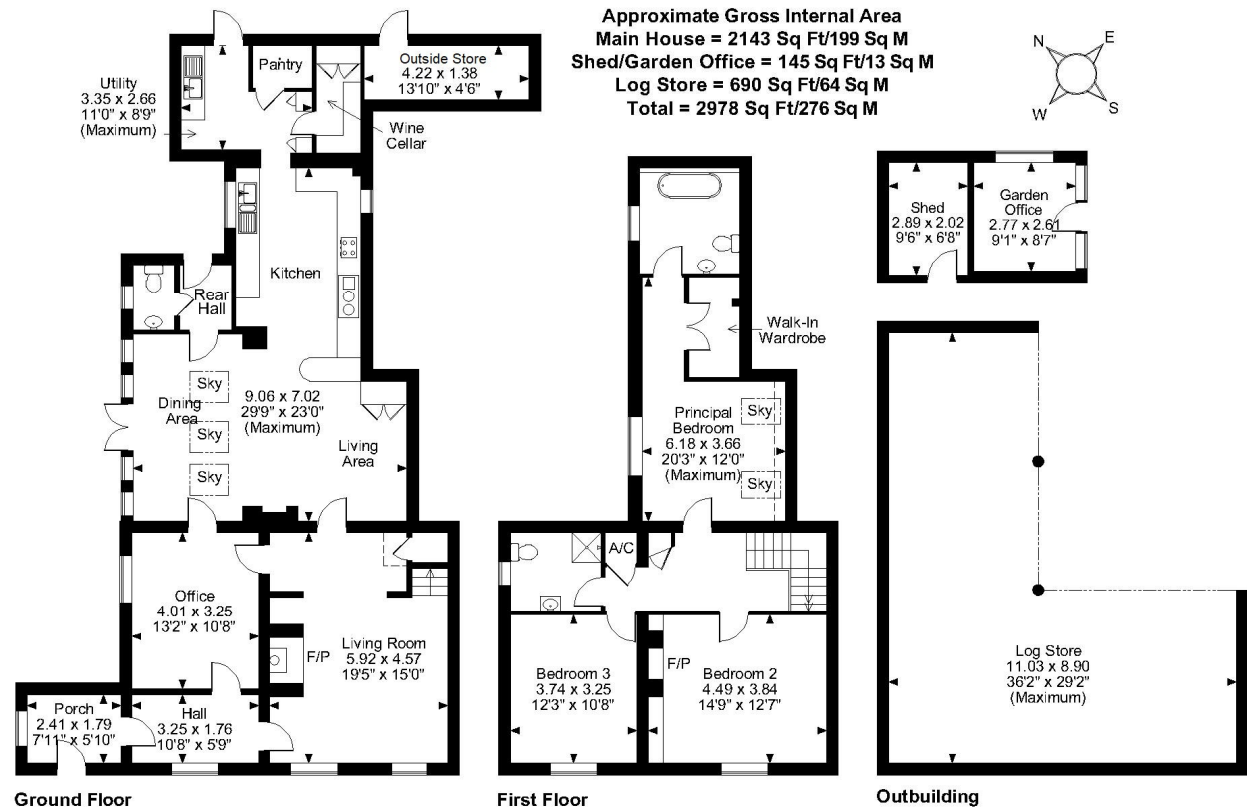 Approximate Gross Internal Area
Main House = 2143 Sq Ft/199 Sq M
Shed/Garden Office = 145 Sq Ft/13 Sq M
Log Store = 690 Sq Ft/64 Sq M
Total = 2978 Sq Ft/276 Sq M
N
E
W
S
Utility
3.35 x 2.66
11'0" x 8'9"
(Maximum)
Pantry
Outside Store
4.22 x 1.38
13'10" x 4'6"
Wine
Cellar
Kitchen
Rear
Hall
Sky
Dining
Area
9.06 x 7.02
29'9" x 23'0"
(Maximum)
Sky
Living
Area
Sky
Office
4.01 x 3.25
13'2" x 10'8"
F/P
Living Room
5.92 x 4.57
19'5" x 15'0"
Porch
2.41 x 1.79
7'11" x 5'10"
Hall
3.25 x 1.76
10'8" x 5'9"
Ground Floor
Walk-In
Wardrobe
Principal
Bedroom
6.18 x 3.66
20'3" x 12'0"
(Maximum)
Sky
Sky
A/C
Bedroom 3
3.74 x 3.25
12'3" x 10'8"
F/P
Bedroom 2
4.49 x 3.84
14'9" x 12'7"
First Floor
Shed
2.89 x 2.02
9'6" x 6'8"
Garden
Office
2.77 x 2.61
9'1" x 8'7"
Log Store
11.03 x 8.90
36'2" x 29'2"
(Maximum)
Outbuilding